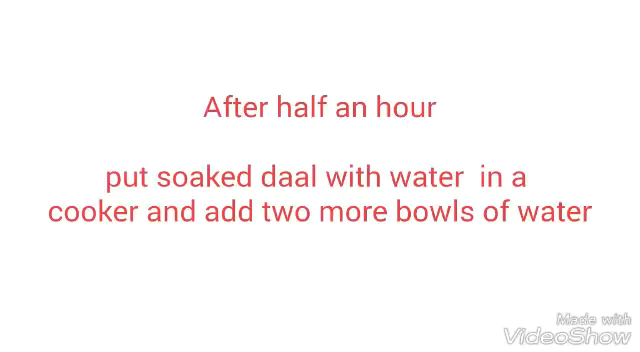 After half an hour
put soaked daal with water in a
cooker and add two more bowls of water
Made with
VideoShow